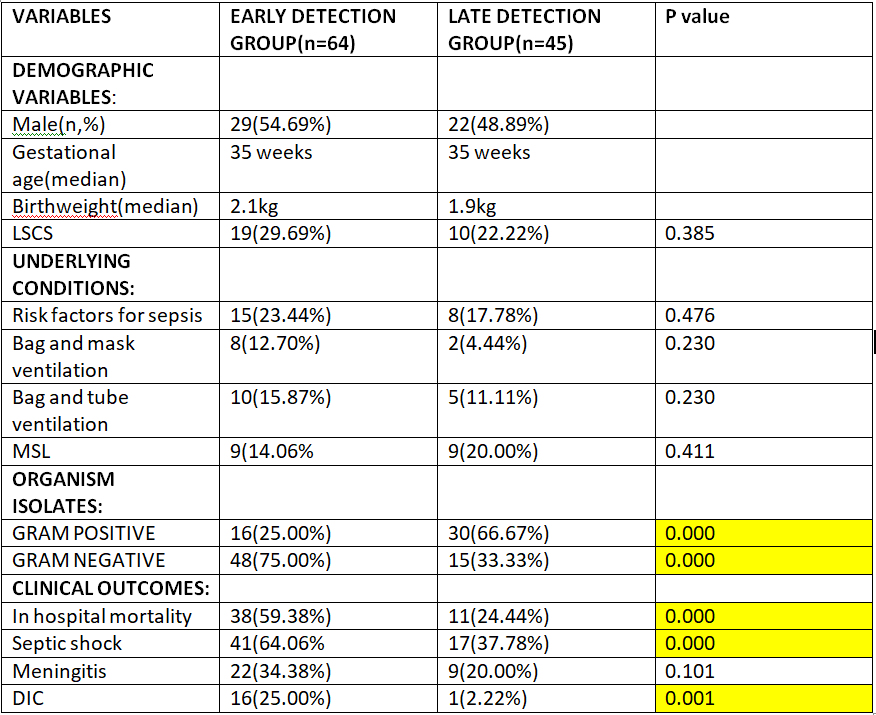 VARIABLES EARLY DETECTION LATE DETECTION P value
GROUP(n=64) GROUP(n=45)
DEMOGRAPHIC
VARIABLES:
Male(n,%) 29(54.69%) 22(48.89%)
Gestational 35 weeks 35 weeks
age(median)
Birthweight(median) 2.1kg 1.9kg
LSCS 19(29.69%) 10(22.22%) 0.385
UNDERLYING
CONDITIONS:
Risk factors for sepsis 15(23.44%) 8(17.78%) 0.476
Bag and mask 8(12.70%) 2(4.44%) 0.230
ventilation
Bag and tube 10(15.87%) 5(11.11%) 0.230
ventilation
MSL 9(14.06% 9(20.00%) 0.411
ORGANISM
ISOLATES:
GRAM POSITIVE 16(25.00%) 30(66.67%) 0.000
GRAM NEGATIVE 48(75.00%) 15(33.33%) 0.000
CLINICAL OUTCOMES:
In hospital mortality 38(59.38%) 11(24.44%) 0.000
Septic shock 41(64.06% 17(37.78%) 0.000
Meningitis 22(34.38%) 9(20.00%) 0.101
DIC 16(25.00%) 1(2.22%) 0.001